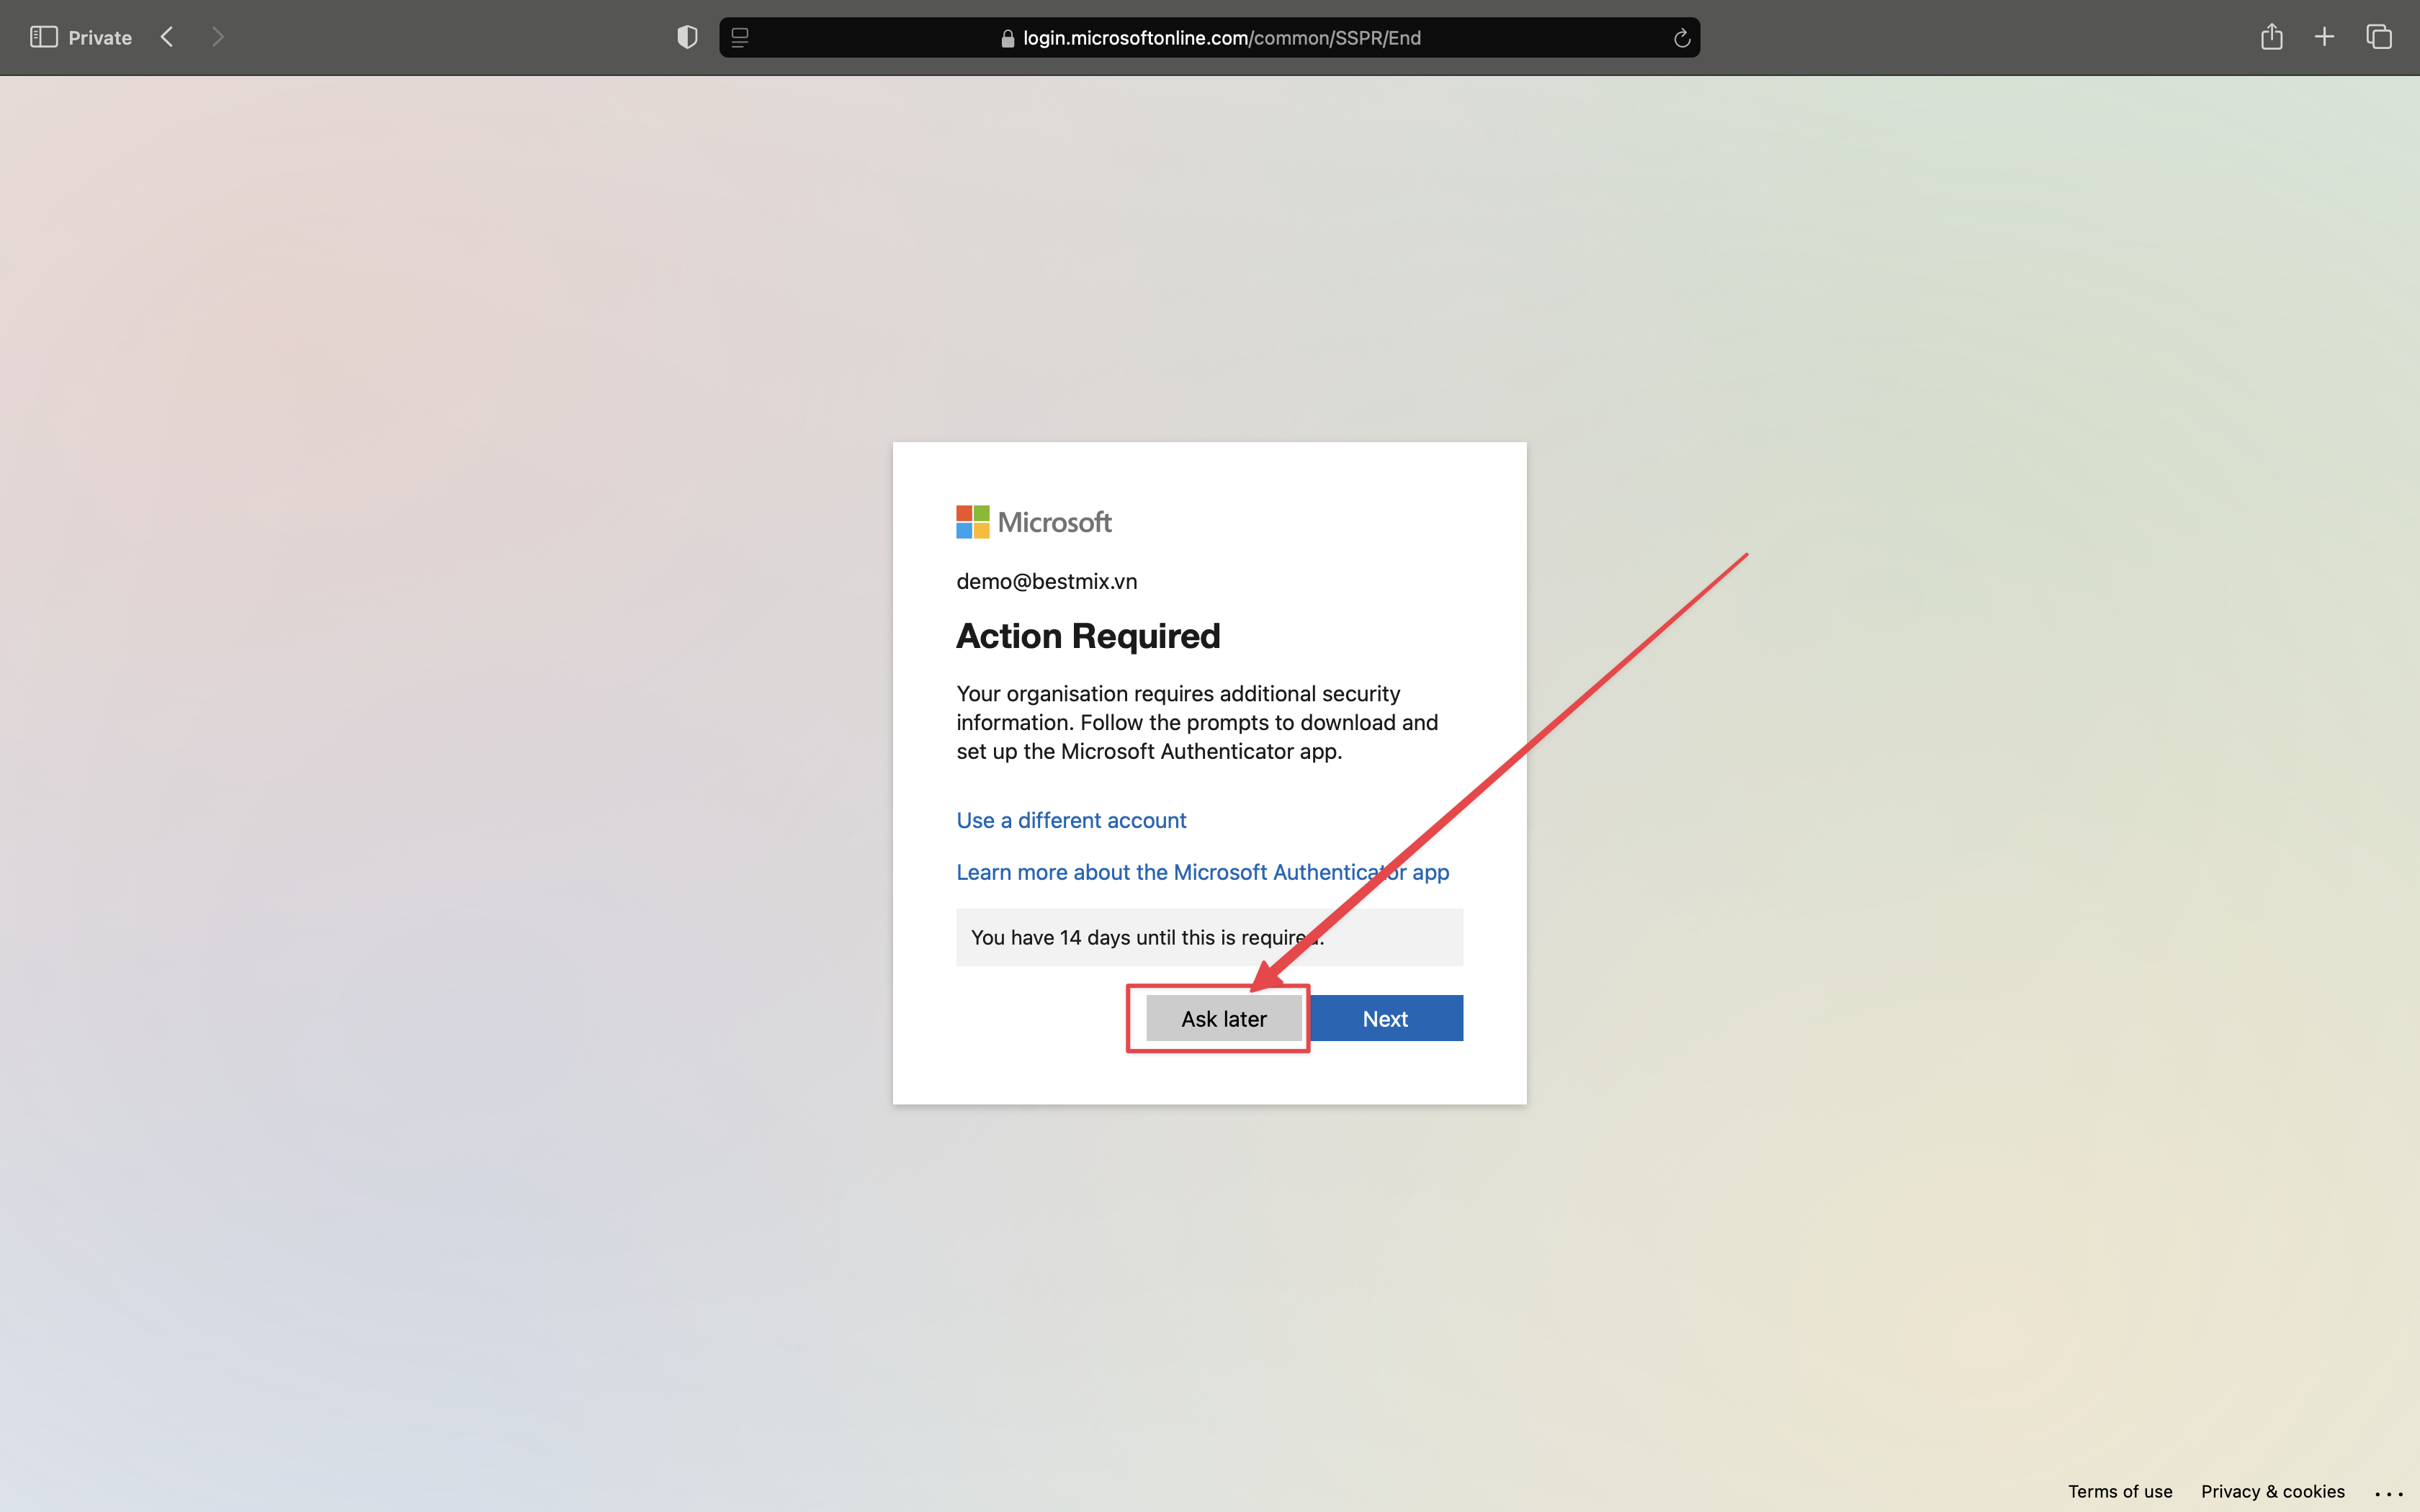 Private
login.microsoftonline.com/common/SSPR/End
Microsoft
demo@bestmix.vn
Action Required
Your organisation requires additional security
information. Follow the prompts to download and
set up the Microsoft Authenticator app.
Use a different account
Learn more about the Microsoft Authenticator app
You have 14 days until this is required.
Ask later
Next
Terms of use
Privacy & cookies